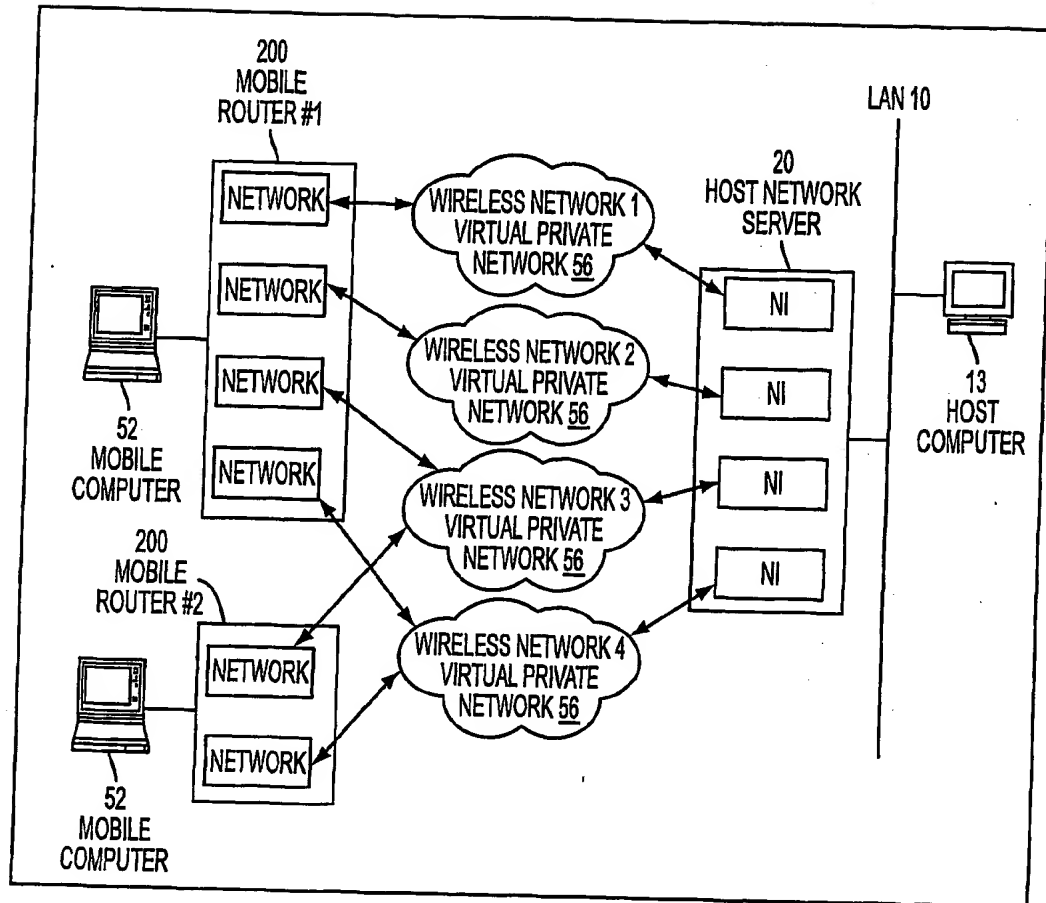 200
MOBILE
ROUTER #1
NETWORK
NETWORK
NETWORK
NETWORK
52
MOBILE
COMPUTER
200
MOBILE
ROUTER #2
NETWORK
NETWORK
52
MOBILE
COMPUTER
WIRELESS NETWORK 1
VIRTUAL PRIVATE
NETWORK 56
WIRELESS NETWORK 2
VIRTUAL PRIVATE
NETWORK 56
WIRELESS NETWORK 3
VIRTUAL PRIVATE
NETWORK 56
WIRELESS NETWORK 4
VIRTUAL PRIVATE
NETWORK 56
20
HOST NETWORK
SERVER
NI
NI
NI
NI
LAN 10
13
HOST
COMPUTER